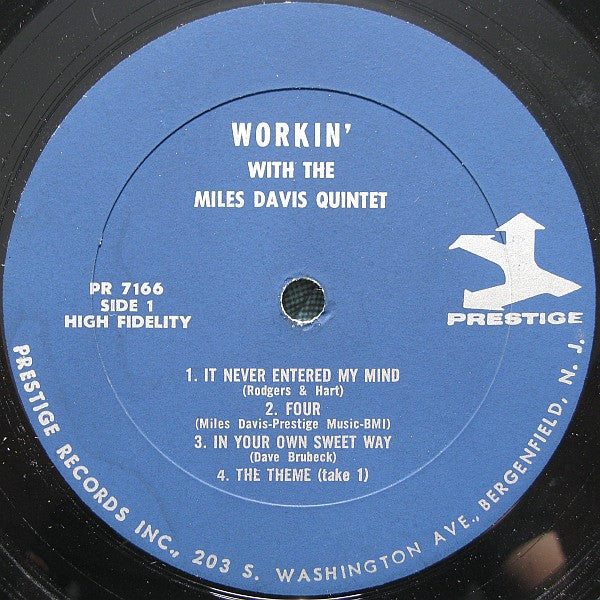 WORKIN'
WITH THE
MILES DAVIS QUINTET
PR 7166
SIDE 1
HIGH FIDELITY
PRESTIGE
1. IT NEVER ENTERED MY MIND
(Rodgers & Hart)
2. FOUR
(Miles Davis-Prestige Music-BMI)
3. IN YOUR OWN SWEET WAY
(Dave Brubeck)
4. THE THEME (take 1)
PRESTIGE RECORDS INC., 203 S. WASHINGTON AVE., BERGENFIELD, N. J.